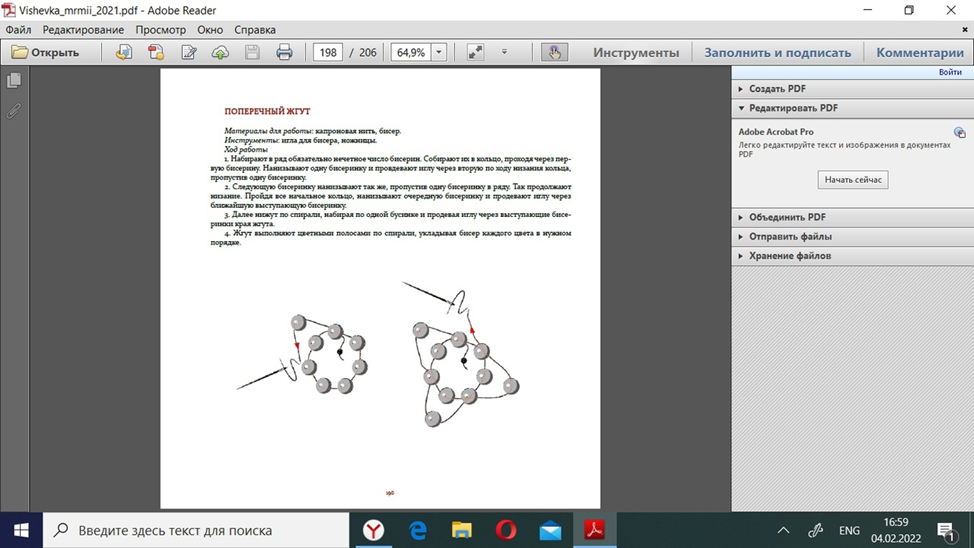 Vishevka_mrmii_2021.pdf - Adobe Reader
Файл Редактирование Просмотр Окно Справка
Открыть 198 / 206 64,9% Инструменты Заполнить и подписать Комментарии
Войти
Создать PDF
Редактировать PDF
Adobe Acrobat Pro
Легко редактируйте текст и изображения в документах
PDF
Начать сейчас
Объединить PDF
Отправить файлы
Хранение файлов
ПОПЕРЕЧНЫЙ ЖГУТ
Материалы для работы: капроновая нить, бисер.
Инструменты: игла для бисера, ножницы.
Ход работы
1. Набирают в ряд обязательно нечетное число бисерин. Собирают их в кольцо, проходя через пер-
вую бисерину. Нанизывают одну бисеринку и провдевают иглу через вторую по ходу низания кольца,
пропустив одну бисеринку.
2. Следующую бисеринку нанизывают так же, пропустив одну бисеринку в ряду. Так продолжают
низание. Пройдя все начальное кольцо, нанизывают очередную бисеринку и продевают иглу через
ближайшую выступающую бисеринку.
3. Далее нижут по спирали, набирая по одной бусинке и продевая иглу через выступающие бисе-
ринки края жгута.
4. Жгут выполняют цветными полосами по спирали, укладывая бисер каждого цвета в нужном
порядке.
198
Введите здесь текст для поиска
ENG
16:59
04.02.2022
1